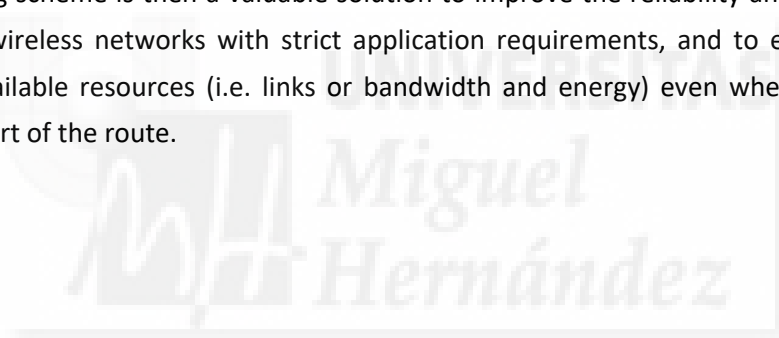 g scheme is then a valuable solution to improve the reliability an
wireless networks with strict application requirements, and to e
ailable resources (i.e. links or bandwidth and energy) even whe
rt of the route.
UNIVERSITAS
Miguel
Hernández